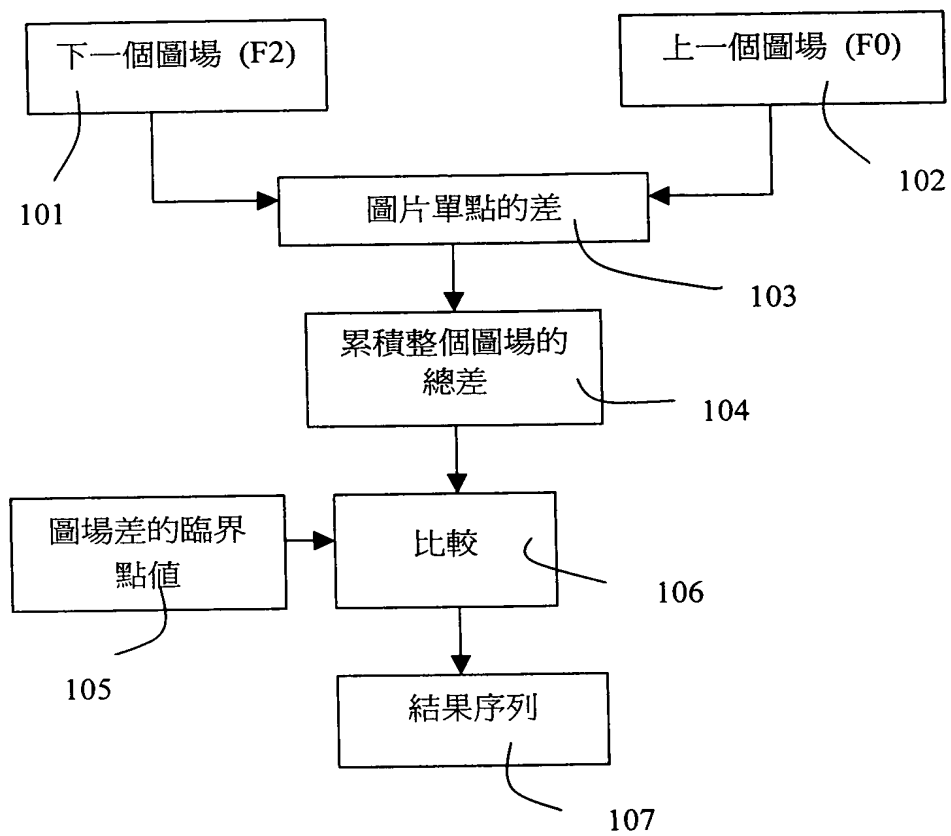 下一個圖場 (F2)
上一個圖場 (F0)
101
102
圖片單點的差
103
累積整個圖場的
總差
104
圖場差的臨界
點值
比較
106
105
結果序列
107